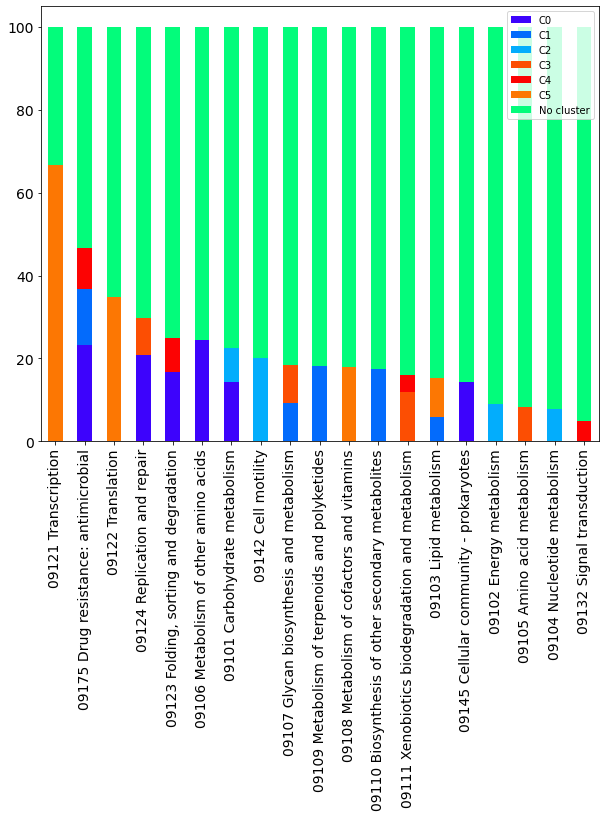 100
80
60
40
20
0
C0
C1
C2
C3
C4
C5
No cluster
09121 Transcription
09175 Drug resistance: antimicrobial
09122 Translation
09124 Replication and repair
09123 Folding, sorting and degradation
09106 Metabolism of other amino acids
09101 Carbohydrate metabolism
09142 Cell motility
09107 Glycan biosynthesis and metabolism
09109 Metabolism of terpenoids and polyketides
09108 Metabolism of cofactors and vitamins
09110 Biosynthesis of other secondary metabolites
09111 Xenobiotics biodegradation and metabolism
09103 Lipid metabolism
09145 Cellular community - prokaryotes
09102 Energy metabolism
09105 Amino acid metabolism
09104 Nucleotide metabolism
09132 Signal transduction